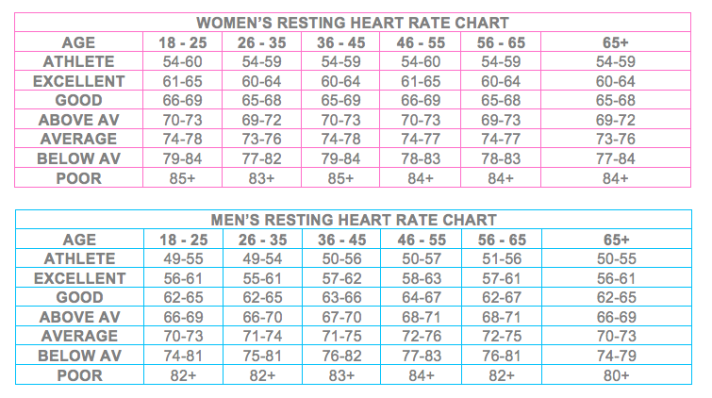 WOMEN'S RESTING HEART RATE CHART
AGE 18 - 25 26 - 35 36 - 45 46 - 55 56 - 65 65+
ATHLETE 54-60 54-59 54-59 54-60 54-59 54-59
EXCELLENT 61-65 60-64 60-64 61-65 60-64 60-64
GOOD 66-69 65-68 65-69 66-69 65-68 65-68
ABOVE AV 70-73 69-72 70-73 70-73 69-73 69-72
AVERAGE 74-78 73-76 74-78 74-77 74-77 73-76
BELOW AV 79-84 77-82 79-84 78-83 78-83 77-84
POOR 85+ 83+ 85+ 84+ 84+ 84+
MEN'S RESTING HEART RATE CHART
AGE 18 - 25 26 - 35 36 - 45 46 - 55 56 - 65 65+
ATHLETE 49-55 49-54 50-56 50-57 51-56 50-55
EXCELLENT 56-61 55-61 57-62 58-63 57-61 56-61
GOOD 62-65 62-65 63-66 64-67 62-67 62-65
ABOVE AV 66-69 66-70 67-70 68-71 68-71 66-69
AVERAGE 70-73 71-74 71-75 72-76 72-75 70-73
BELOW AV 74-81 75-81 76-82 77-83 76-81 74-79
POOR 82+ 82+ 83+ 84+ 82+ 80+